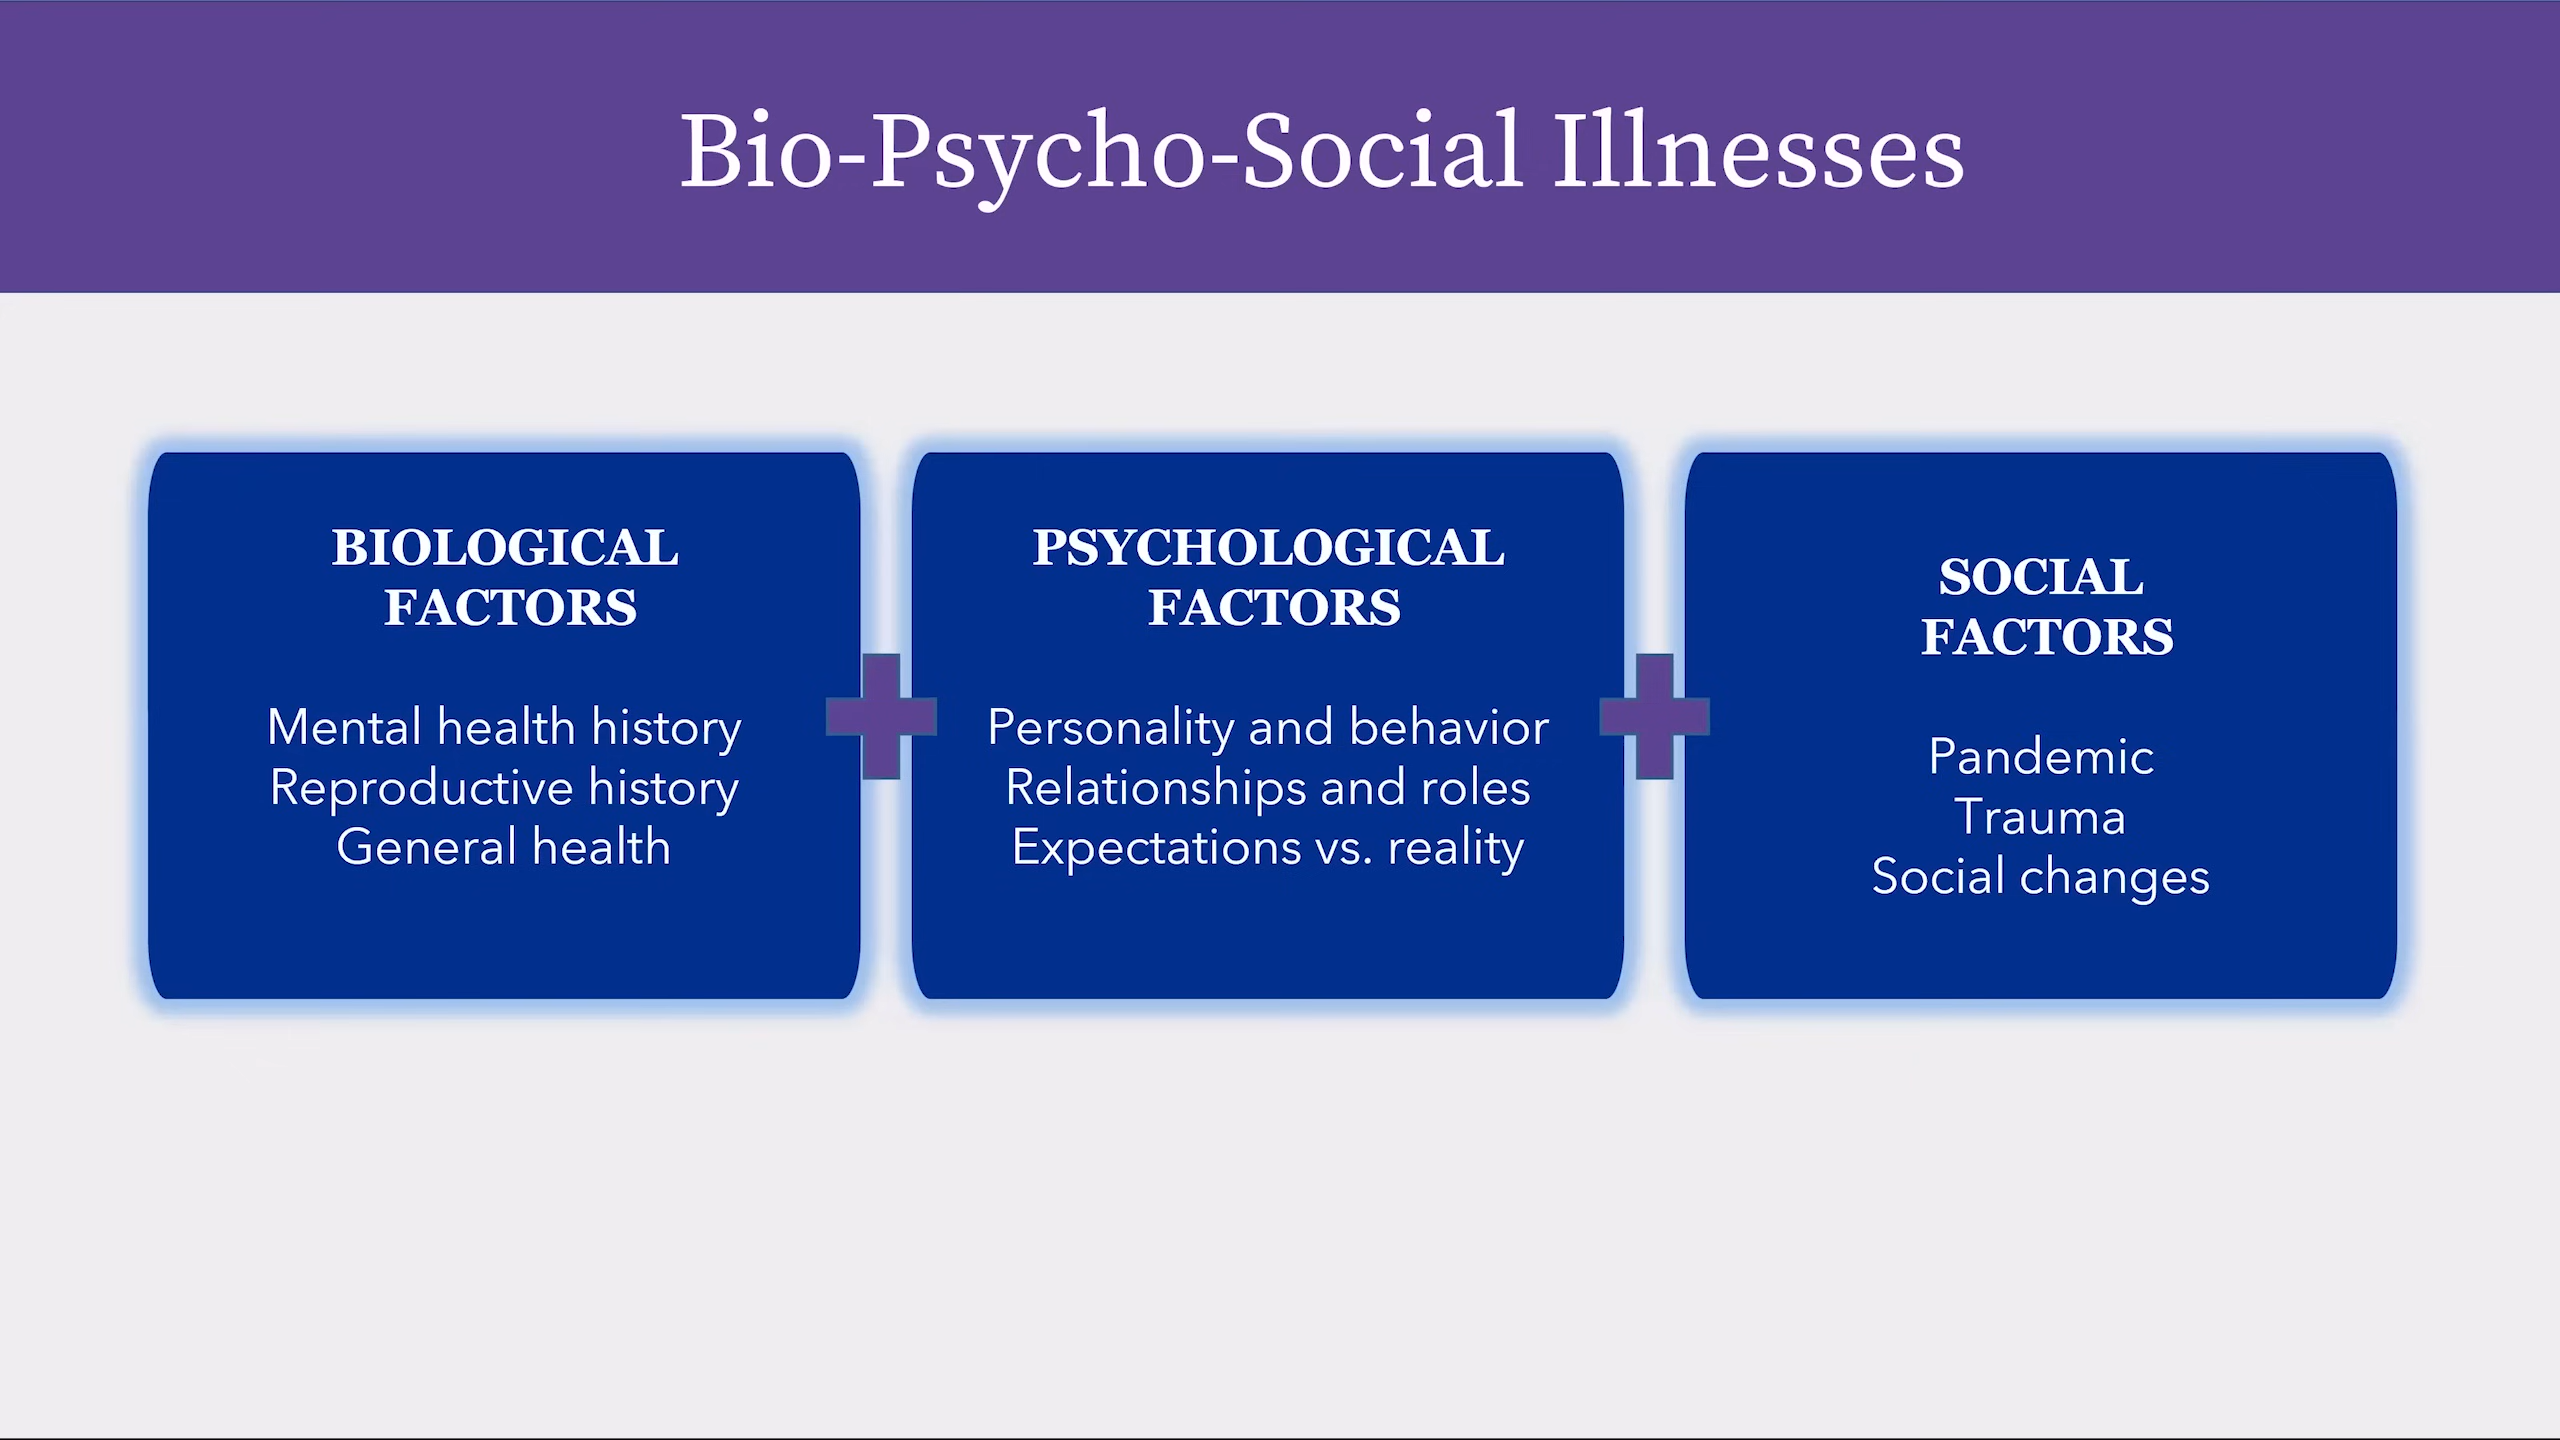 Bio-Psycho-Social Illnesses
BIOLOGICAL
FACTORS
Mental health history
Reproductive history
General health
PSYCHOLOGICAL
FACTORS
Personality and behavior
Relationships and roles
Expectations vs. reality
SOCIAL
FACTORS
Pandemic
Trauma
Social changes